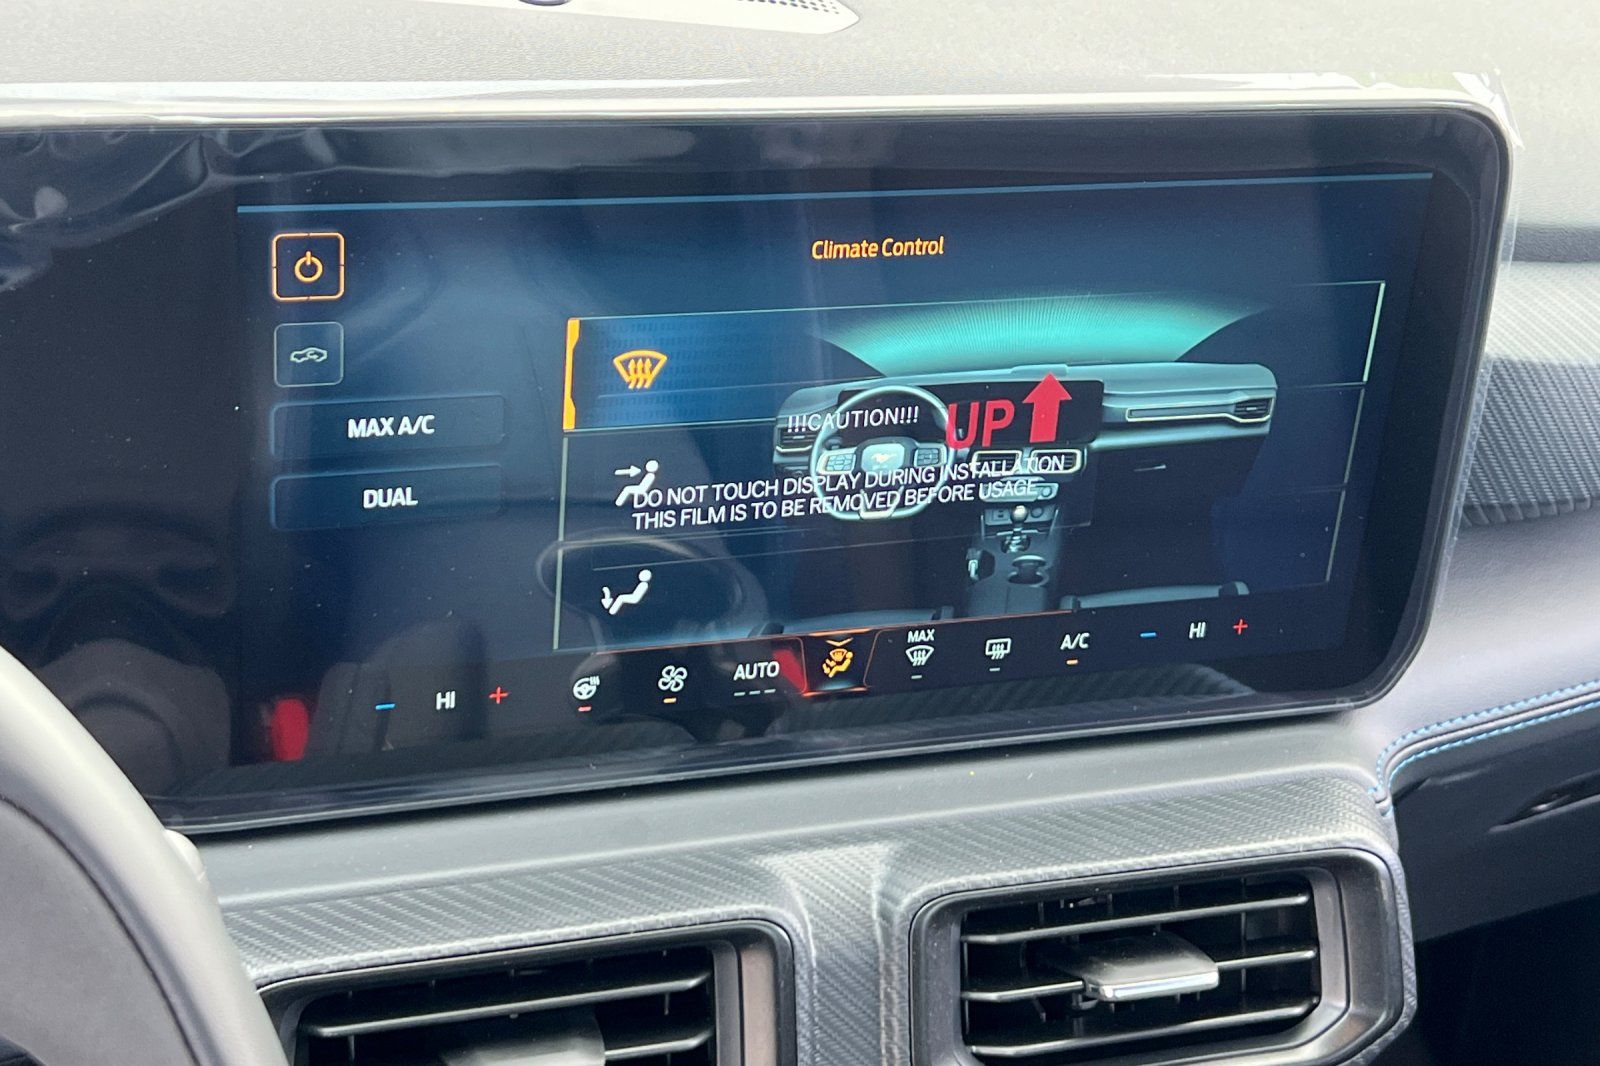 Climate Control
MAX A/C
DUAL
!!!CAUTION!!!
UP
DO NOT TOUCH DISPLAY DURING INSTALLATION
THIS FILM IS TO BE REMOVED BEFORE USAGE
HI
AUTO
MAX
A/C
HI